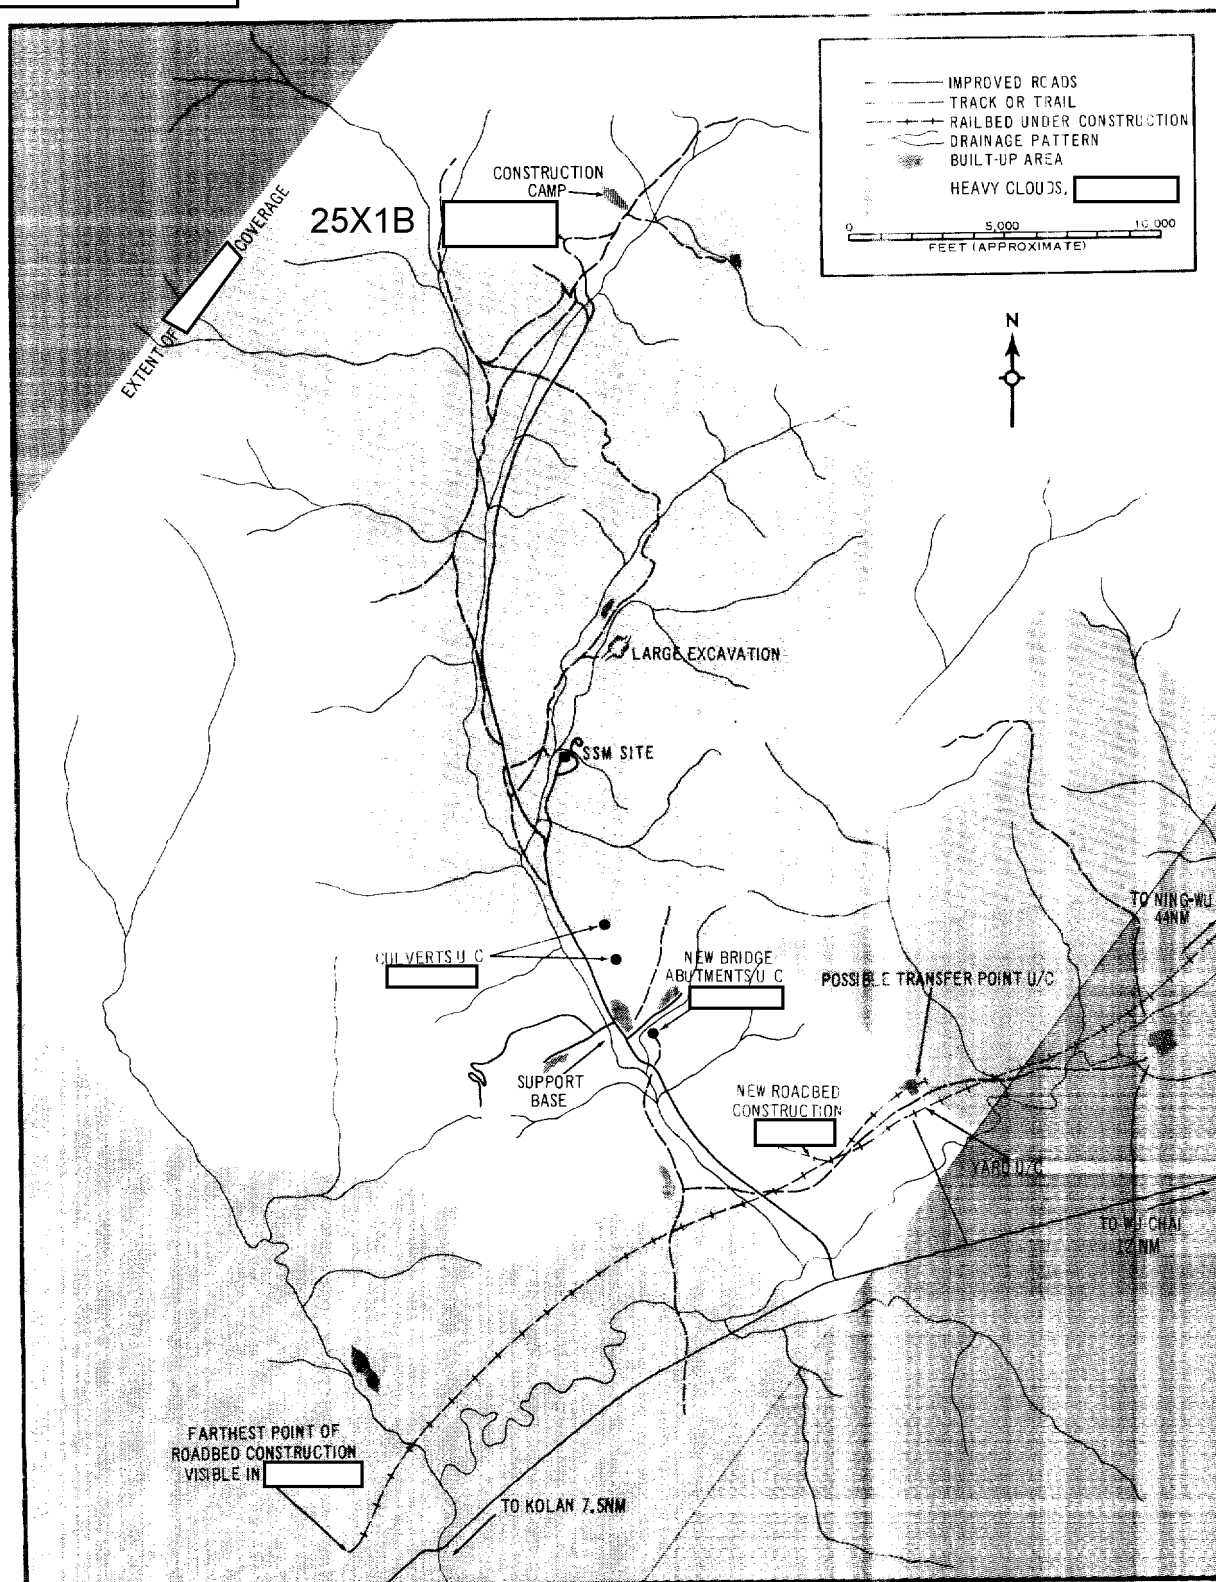 IMPROVED ROADS
TRACK OR TRAIL
RAILBED UNDER CONSTRUCTION
DRAINAGE PATTERN
BUILT-UP AREA
HEAVY CLOUDS,
0 5,000 10,000
FEET (APPROXIMATE)
CONSTRUCTION
CAMP
25X1B
EXTENT OF COVERAGE
N
LARGE EXCAVATION
SSM SITE
TO NING-WU
44NM
CULVERTS U C
NEW BRIDGE
ABUTMENTS U C
POSSIBLE TRANSFER POINT U/C
SUPPORT
BASE
NEW ROADBED
CONSTRUCTION
YARD U/C
TO WU-CHAI
12 NM
FARTHEST POINT OF
ROADBED CONSTRUCTION
VISIBLE IN
TO KOLAN 7.5NM